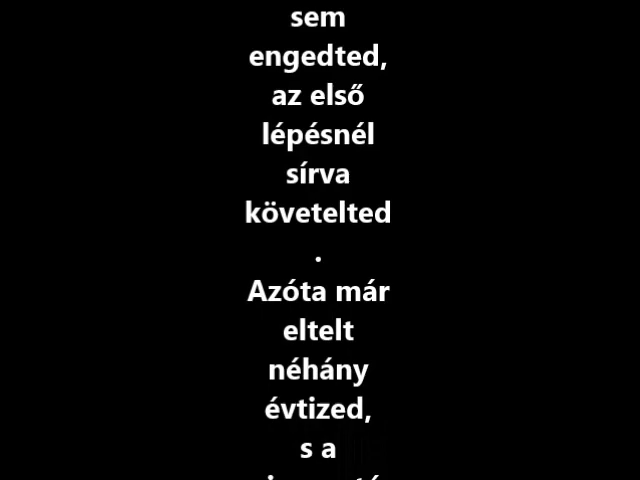 sem
engedted,
az első
lépésnél
sírva
követelted
.
Azóta már
eltelt
néhány
évtized,
s a